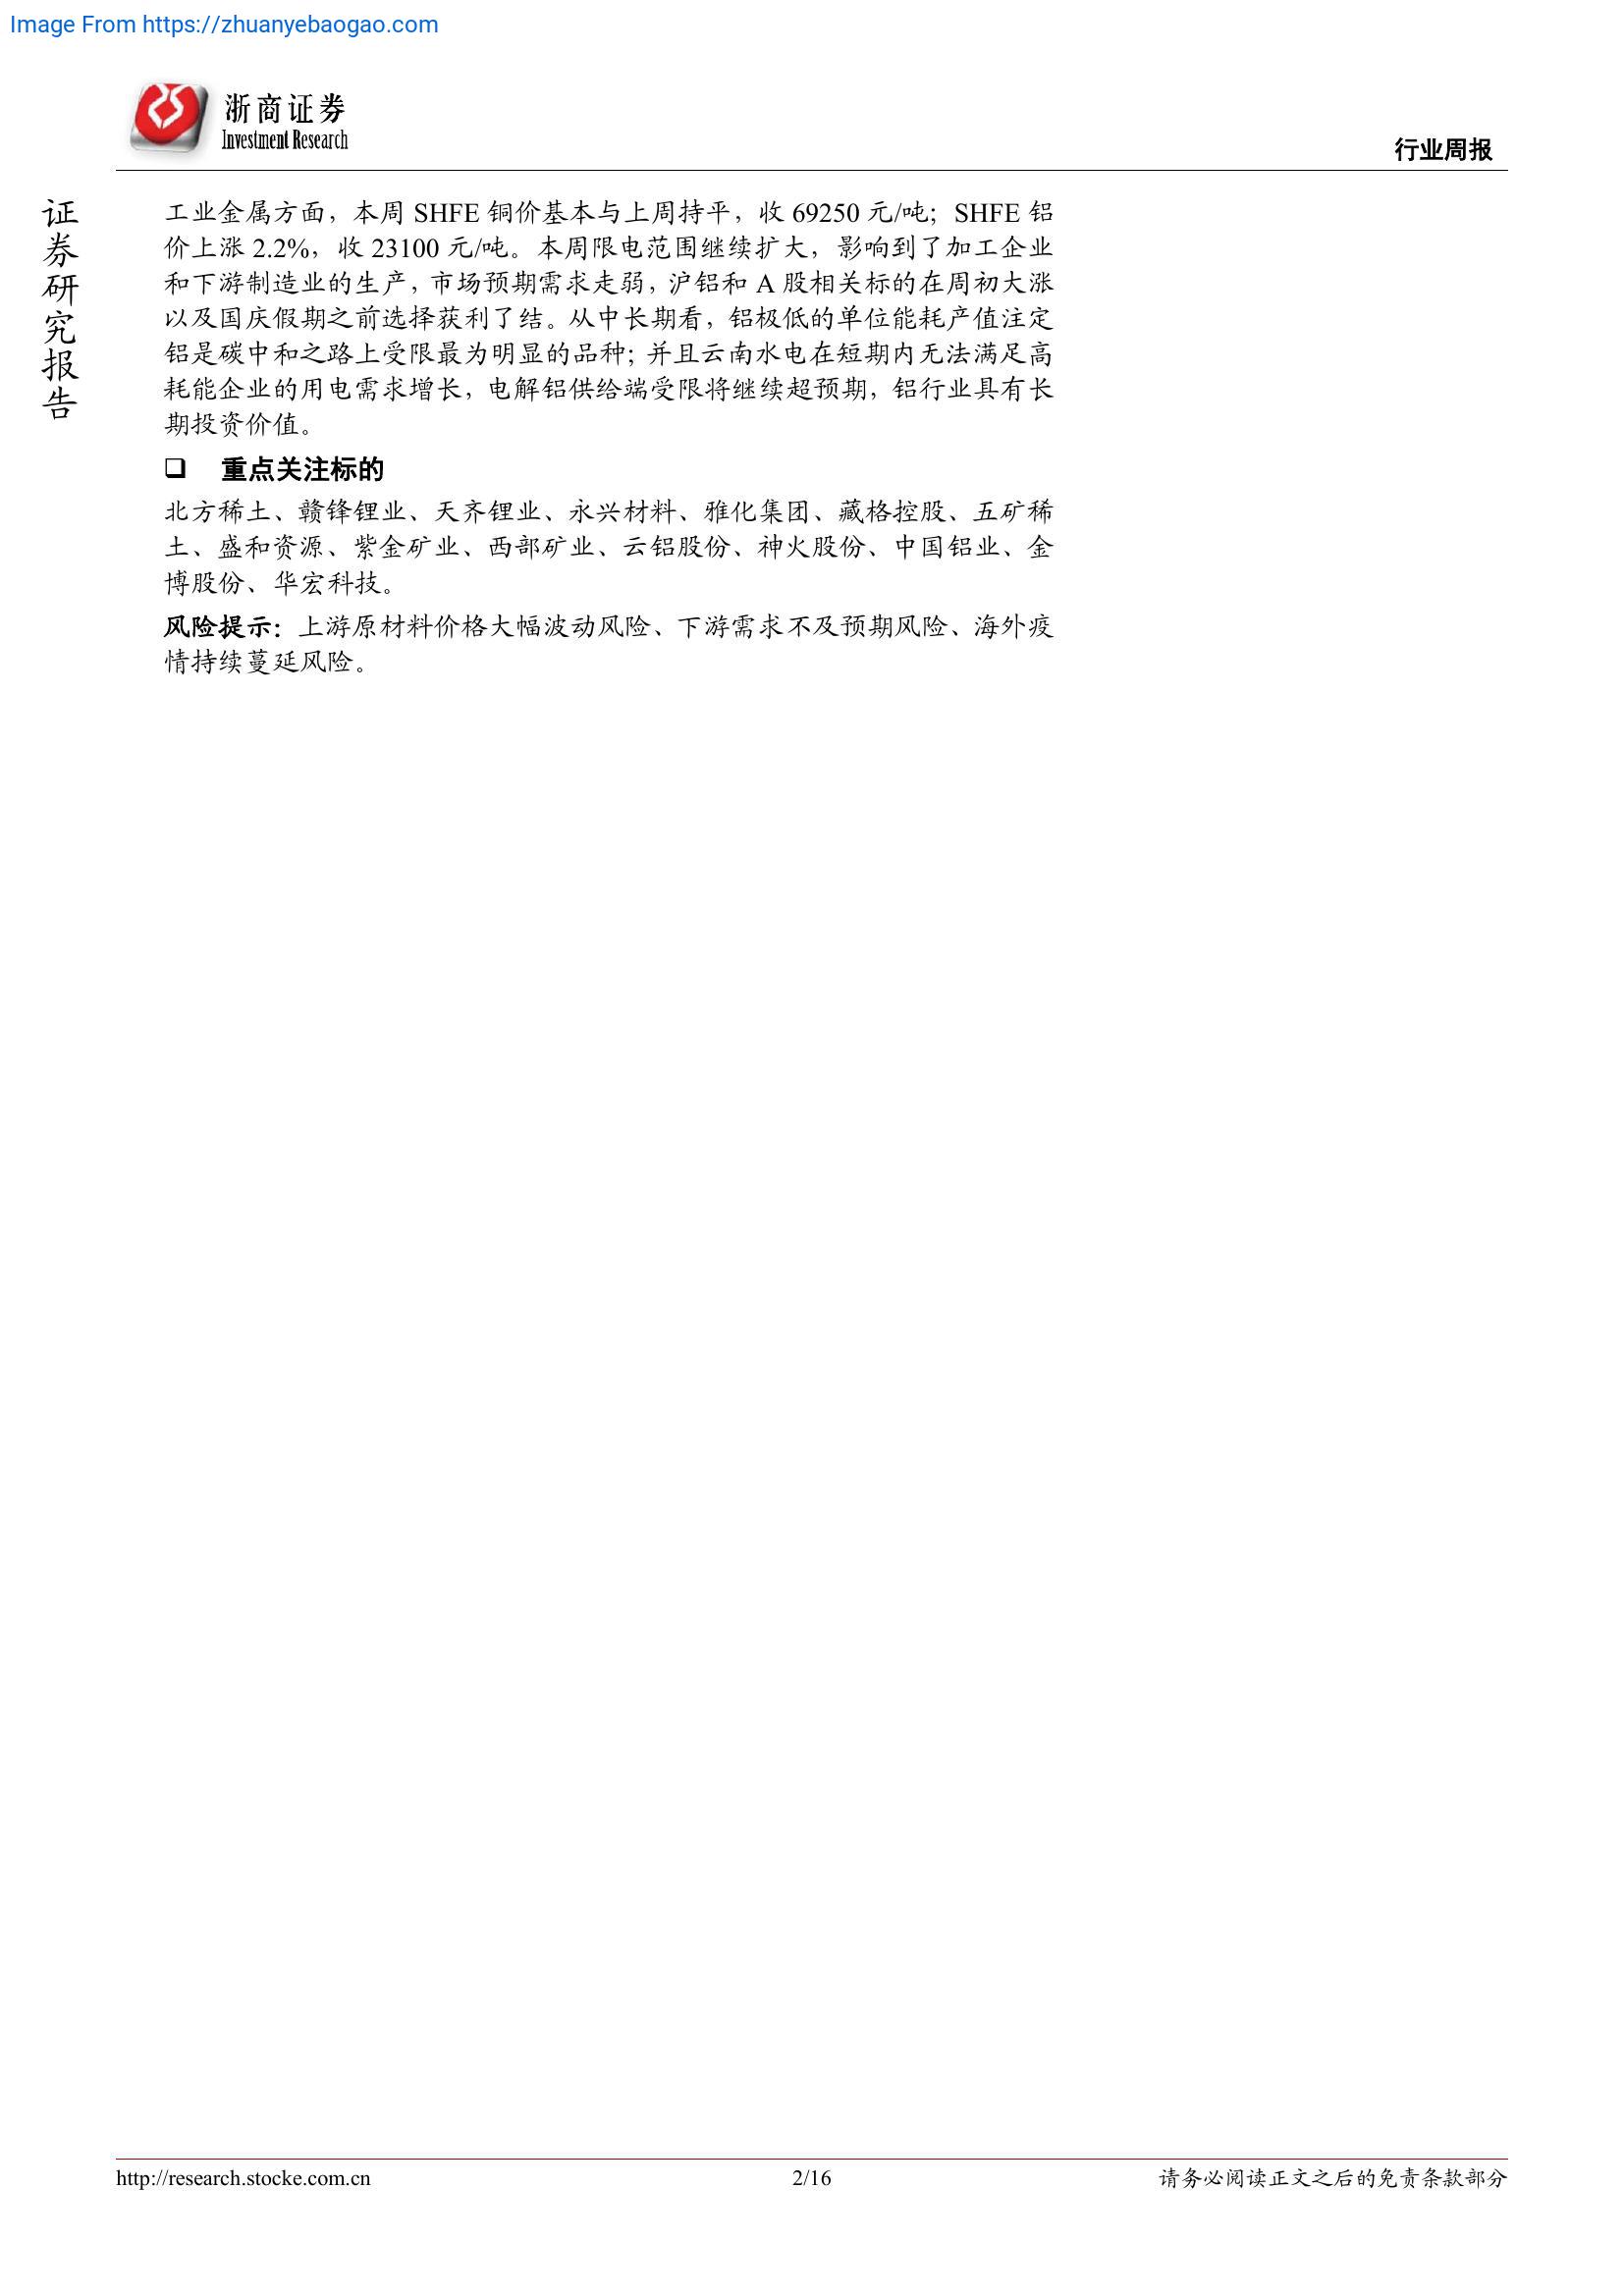 Image From https://zhuanyebaogao.com
浙商证券
Investment Research
行业周报
证券研究报告
工业金属方面，本周 SHFE 铜价基本与上周持平，收 69250 元/吨；SHFE 铝
价上涨 2.2%，收 23100 元/吨。本周限电范围继续扩大，影响到了加工企业
和下游制造业的生产，市场预期需求走弱，沪铝和 A 股相关标的在周初大涨
以及国庆假期之前选择获利了结。从中长期看，铝极低的单位能耗产值注定
铝是碳中和之路上受限最为明显的品种；并且云南水电在短期内无法满足高
耗能企业的用电需求增长，电解铝供给端受限将继续超预期，铝行业具有长
期投资价值。
❑ 重点关注标的
北方稀土、赣锋锂业、天齐锂业、永兴材料、雅化集团、藏格控股、五矿稀
土、盛和资源、紫金矿业、西部矿业、云铝股份、神火股份、中国铝业、金
博股份、华宏科技。
风险提示：上游原材料价格大幅波动风险、下游需求不及预期风险、海外疫
情持续蔓延风险。
http://research.stocke.com.cn
2/16
请务必阅读正文之后的免责条款部分